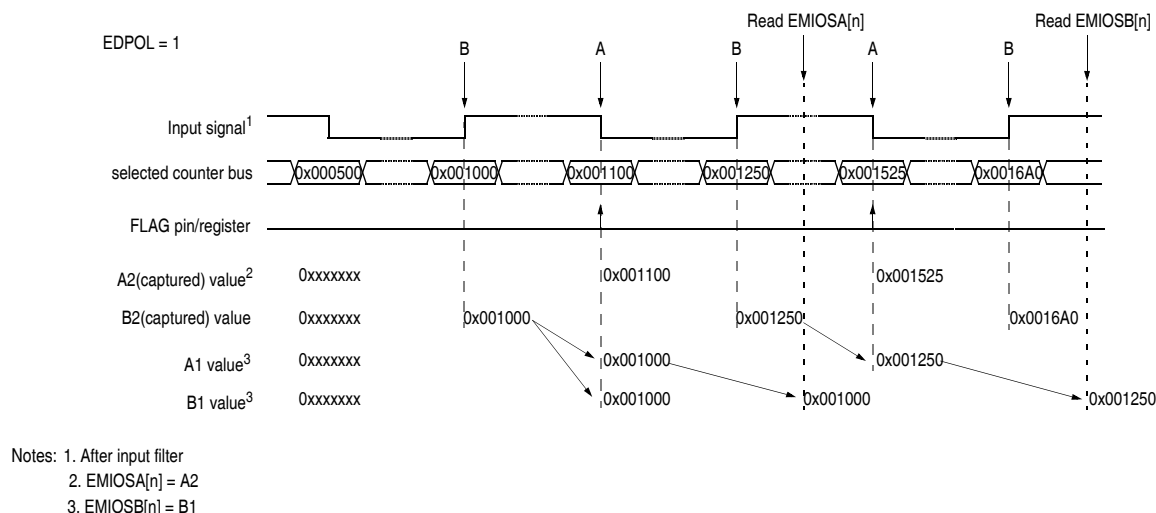 Read EMIOSA[n] Read EMIOSB[n]
EDPOL = 1
B A B A B
Input signal1
selected counter bus 0x000500 0x001000 0x001100 0x001250 0x001525 0x0016A0
FLAG pin/register
A2(captured) value2 0xxxxxxx 0x001100 0x001525
B2(captured) value 0xxxxxxx 0x001000 0x001250 0x0016A0
A1 value3 0xxxxxxx 0x001000 0x001250
B1 value3 0xxxxxxx 0x001000 0x001000 0x001250
Notes: 1. After input filter
2. EMIOSA[n] = A2
3. EMIOSB[n] = B1